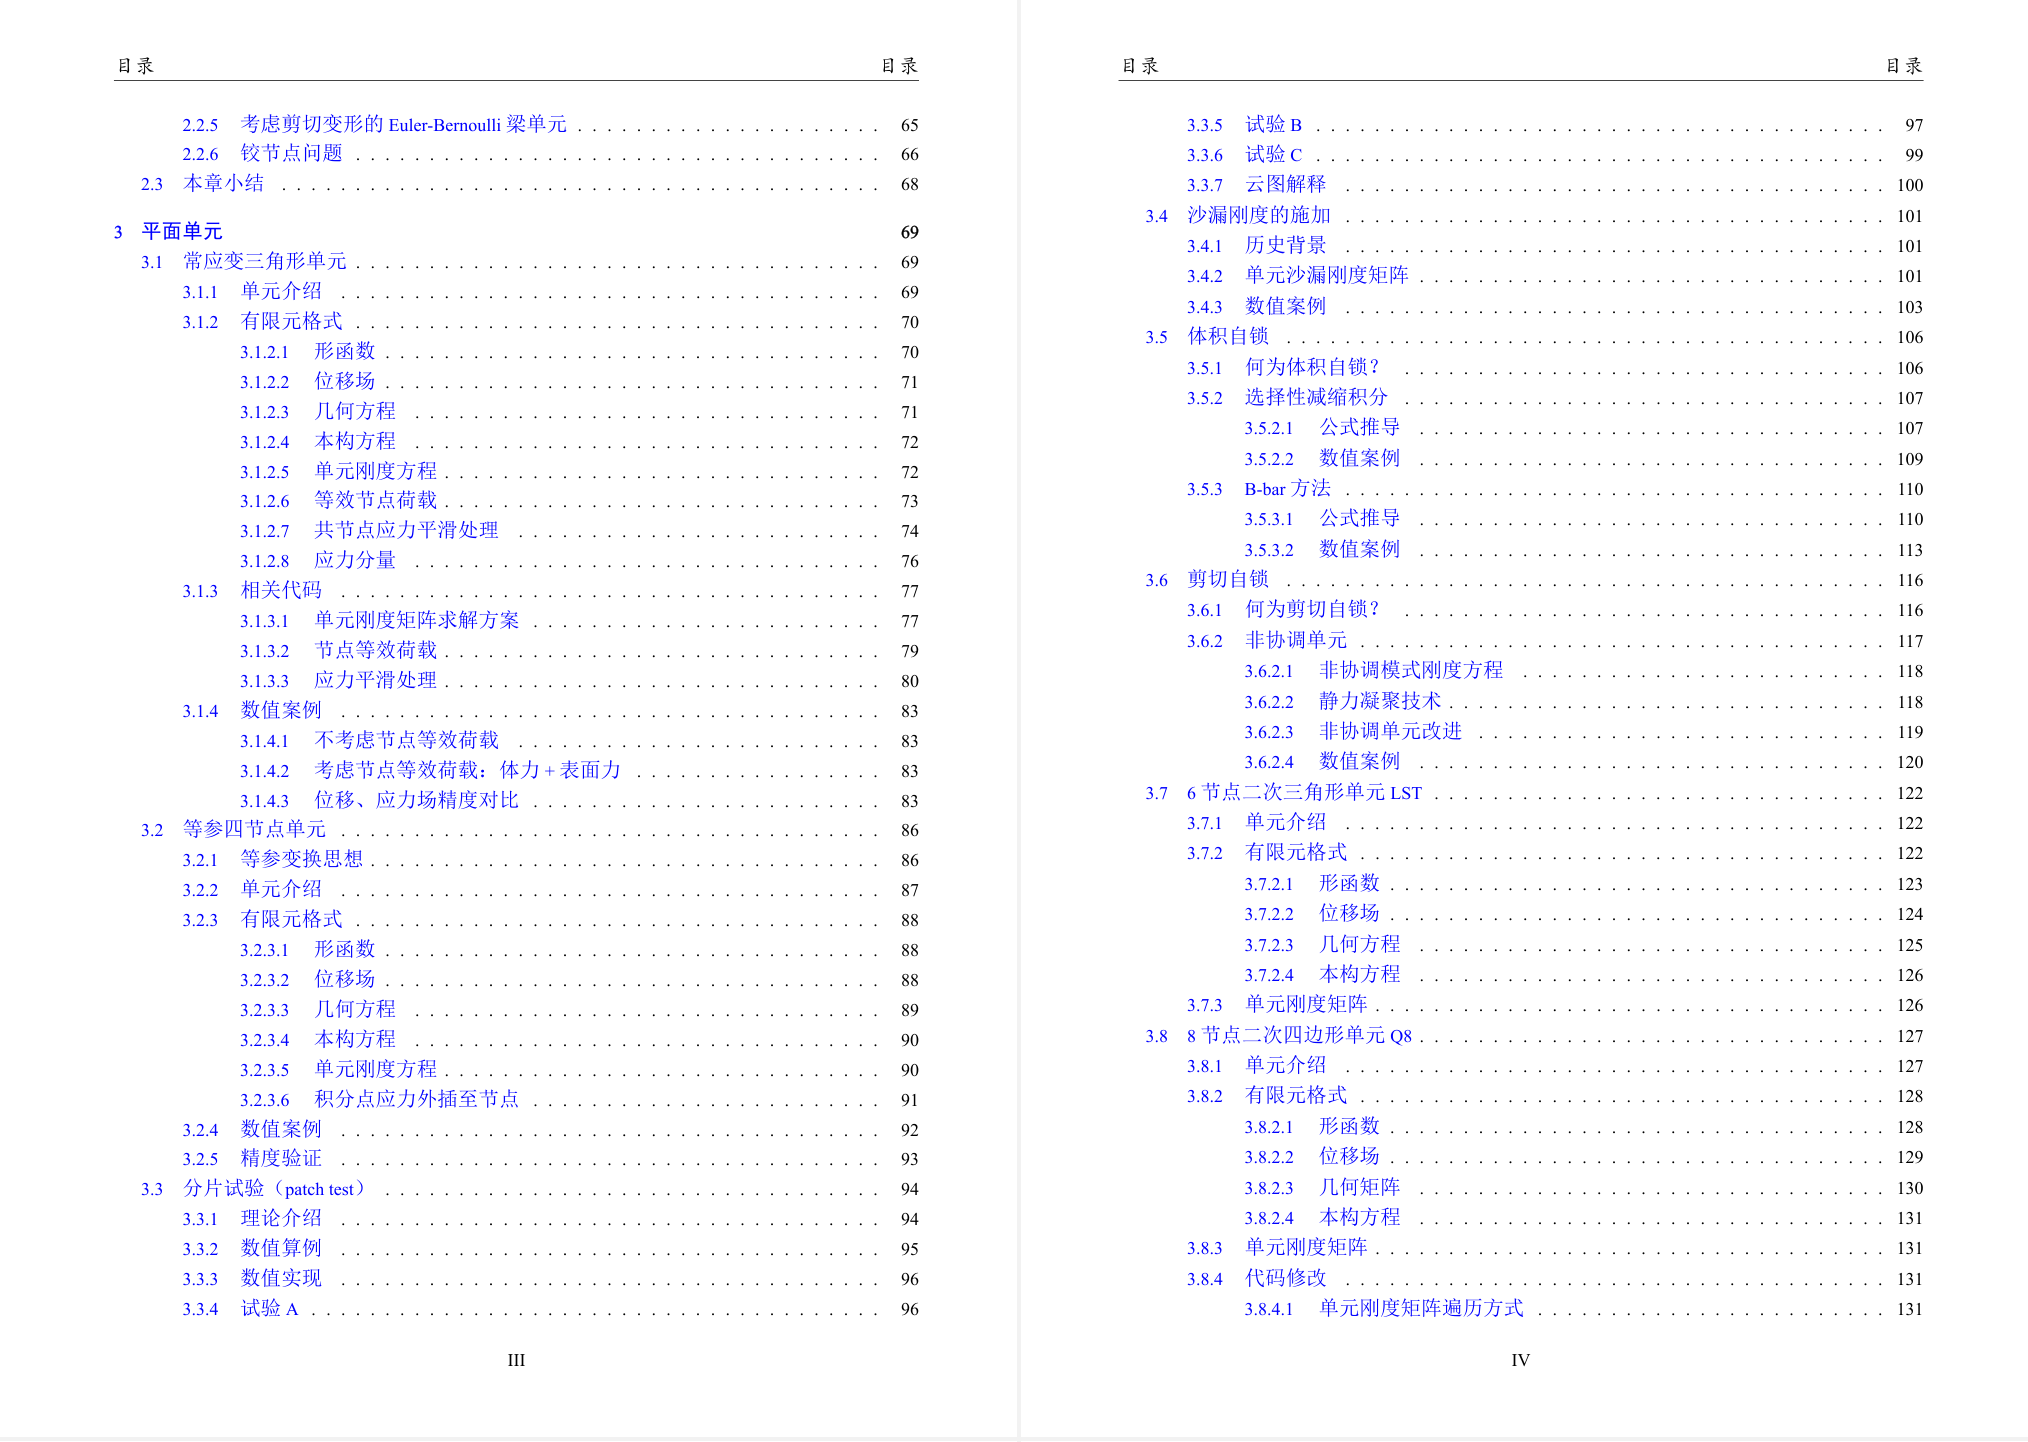 目录 目录
2.2.5 考虑剪切变形的 Euler-Bernoulli 梁单元 65
2.2.6 铰节点问题 66
2.3 本章小结 68
3 平面单元 69
3.1 常应变三角形单元 69
3.1.1 单元介绍 69
3.1.2 有限元格式 70
3.1.2.1 形函数 70
3.1.2.2 位移场 71
3.1.2.3 几何方程 71
3.1.2.4 本构方程 72
3.1.2.5 单元刚度方程 72
3.1.2.6 等效节点荷载 73
3.1.2.7 共节点应力平滑处理 74
3.1.2.8 应力分量 76
3.1.3 相关代码 77
3.1.3.1 单元刚度矩阵求解方案 77
3.1.3.2 节点等效荷载 79
3.1.3.3 应力平滑处理 80
3.1.4 数值案例 83
3.1.4.1 不考虑节点等效荷载 83
3.1.4.2 考虑节点等效荷载：体力 + 表面力 83
3.1.4.3 位移、应力场精度对比 83
3.2 等参四节点单元 86
3.2.1 等参变换思想 86
3.2.2 单元介绍 87
3.2.3 有限元格式 88
3.2.3.1 形函数 88
3.2.3.2 位移场 88
3.2.3.3 几何方程 89
3.2.3.4 本构方程 90
3.2.3.5 单元刚度方程 90
3.2.3.6 积分点应力外插至节点 91
3.2.4 数值案例 92
3.2.5 精度验证 93
3.3 分片试验（patch test） 94
3.3.1 理论介绍 94
3.3.2 数值算例 95
3.3.3 数值实现 96
3.3.4 试验 A 96
III
目录 目录
3.3.5 试验 B 97
3.3.6 试验 C 99
3.3.7 云图解释 100
3.4 沙漏刚度的施加 101
3.4.1 历史背景 101
3.4.2 单元沙漏刚度矩阵 101
3.4.3 数值案例 103
3.5 体积自锁 106
3.5.1 何为体积自锁？ 106
3.5.2 选择性减缩积分 107
3.5.2.1 公式推导 107
3.5.2.2 数值案例 109
3.5.3 B-bar 方法 110
3.5.3.1 公式推导 110
3.5.3.2 数值案例 113
3.6 剪切自锁 116
3.6.1 何为剪切自锁？ 116
3.6.2 非协调单元 117
3.6.2.1 非协调模式刚度方程 118
3.6.2.2 静力凝聚技术 118
3.6.2.3 非协调单元改进 119
3.6.2.4 数值案例 120
3.7 6 节点二次三角形单元 LST 122
3.7.1 单元介绍 122
3.7.2 有限元格式 122
3.7.2.1 形函数 123
3.7.2.2 位移场 124
3.7.2.3 几何方程 125
3.7.2.4 本构方程 126
3.7.3 单元刚度矩阵 126
3.8 8 节点二次四边形单元 Q8 127
3.8.1 单元介绍 127
3.8.2 有限元格式 128
3.8.2.1 形函数 128
3.8.2.2 位移场 129
3.8.2.3 几何矩阵 130
3.8.2.4 本构方程 131
3.8.3 单元刚度矩阵 131
3.8.4 代码修改 131
3.8.4.1 单元刚度矩阵遍历方式 131
IV